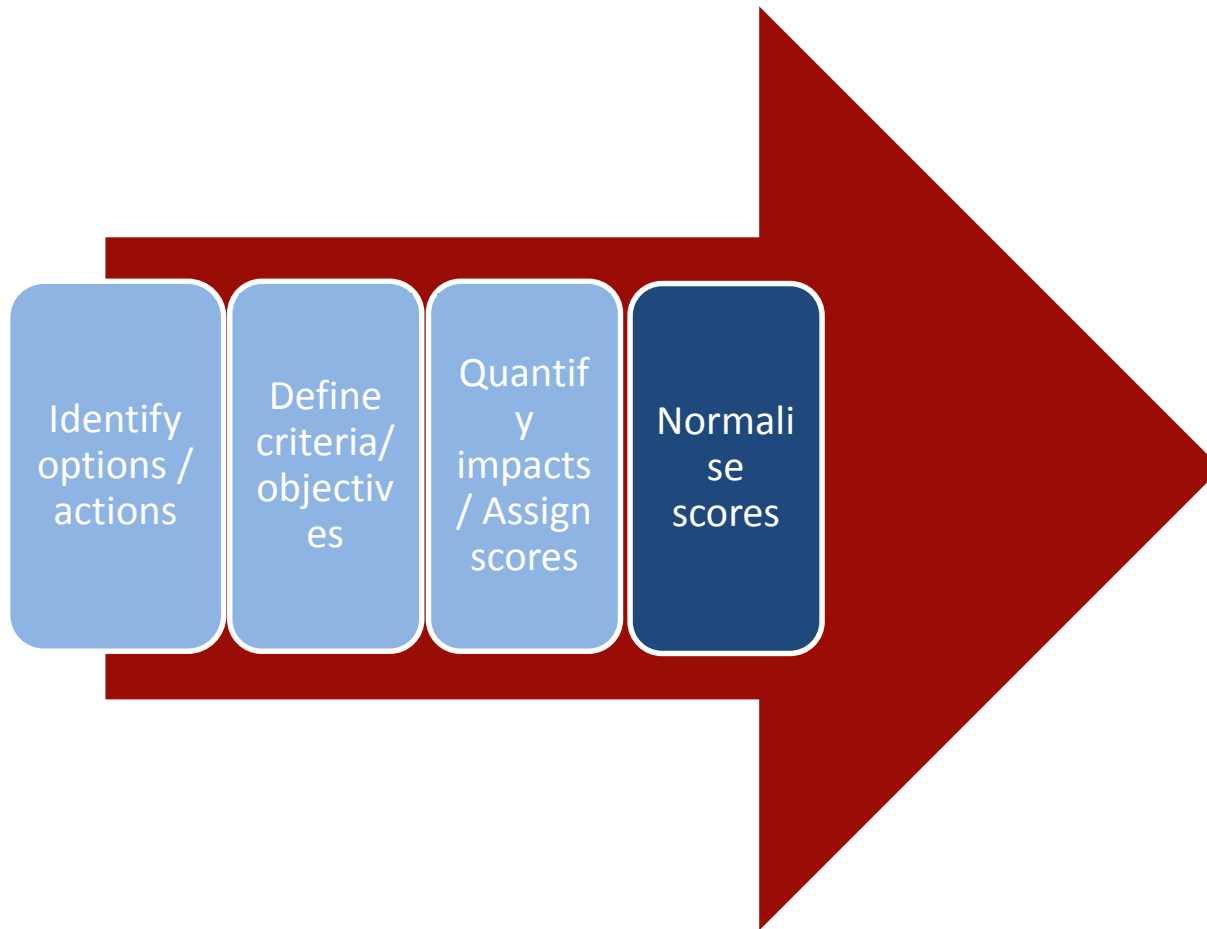 Identify
options /
actions
Define
criteria/
objectiv
es
Quantif
y
impacts
/ Assign
scores
Normali
se
scores